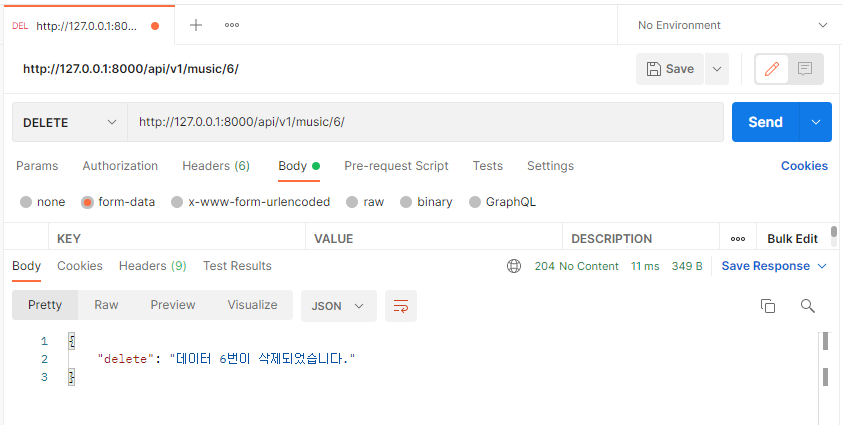 DEL http://127.0.0.1:80...
No Environment
http://127.0.0.1:8000/api/v1/music/6/
Save
DELETE http://127.0.0.1:8000/api/v1/music/6/ Send
Params Authorization Headers (6) Body Pre-request Script Tests Settings Cookies
none form-data x-www-form-urlencoded raw binary GraphQL
KEY VALUE DESCRIPTION Bulk Edit
Body Cookies Headers (9) Test Results 204 No Content 11 ms 349 B Save Response
Pretty Raw Preview Visualize JSON
1 {
2 "delete": "데이터 6번이 삭제되었습니다."
3 }